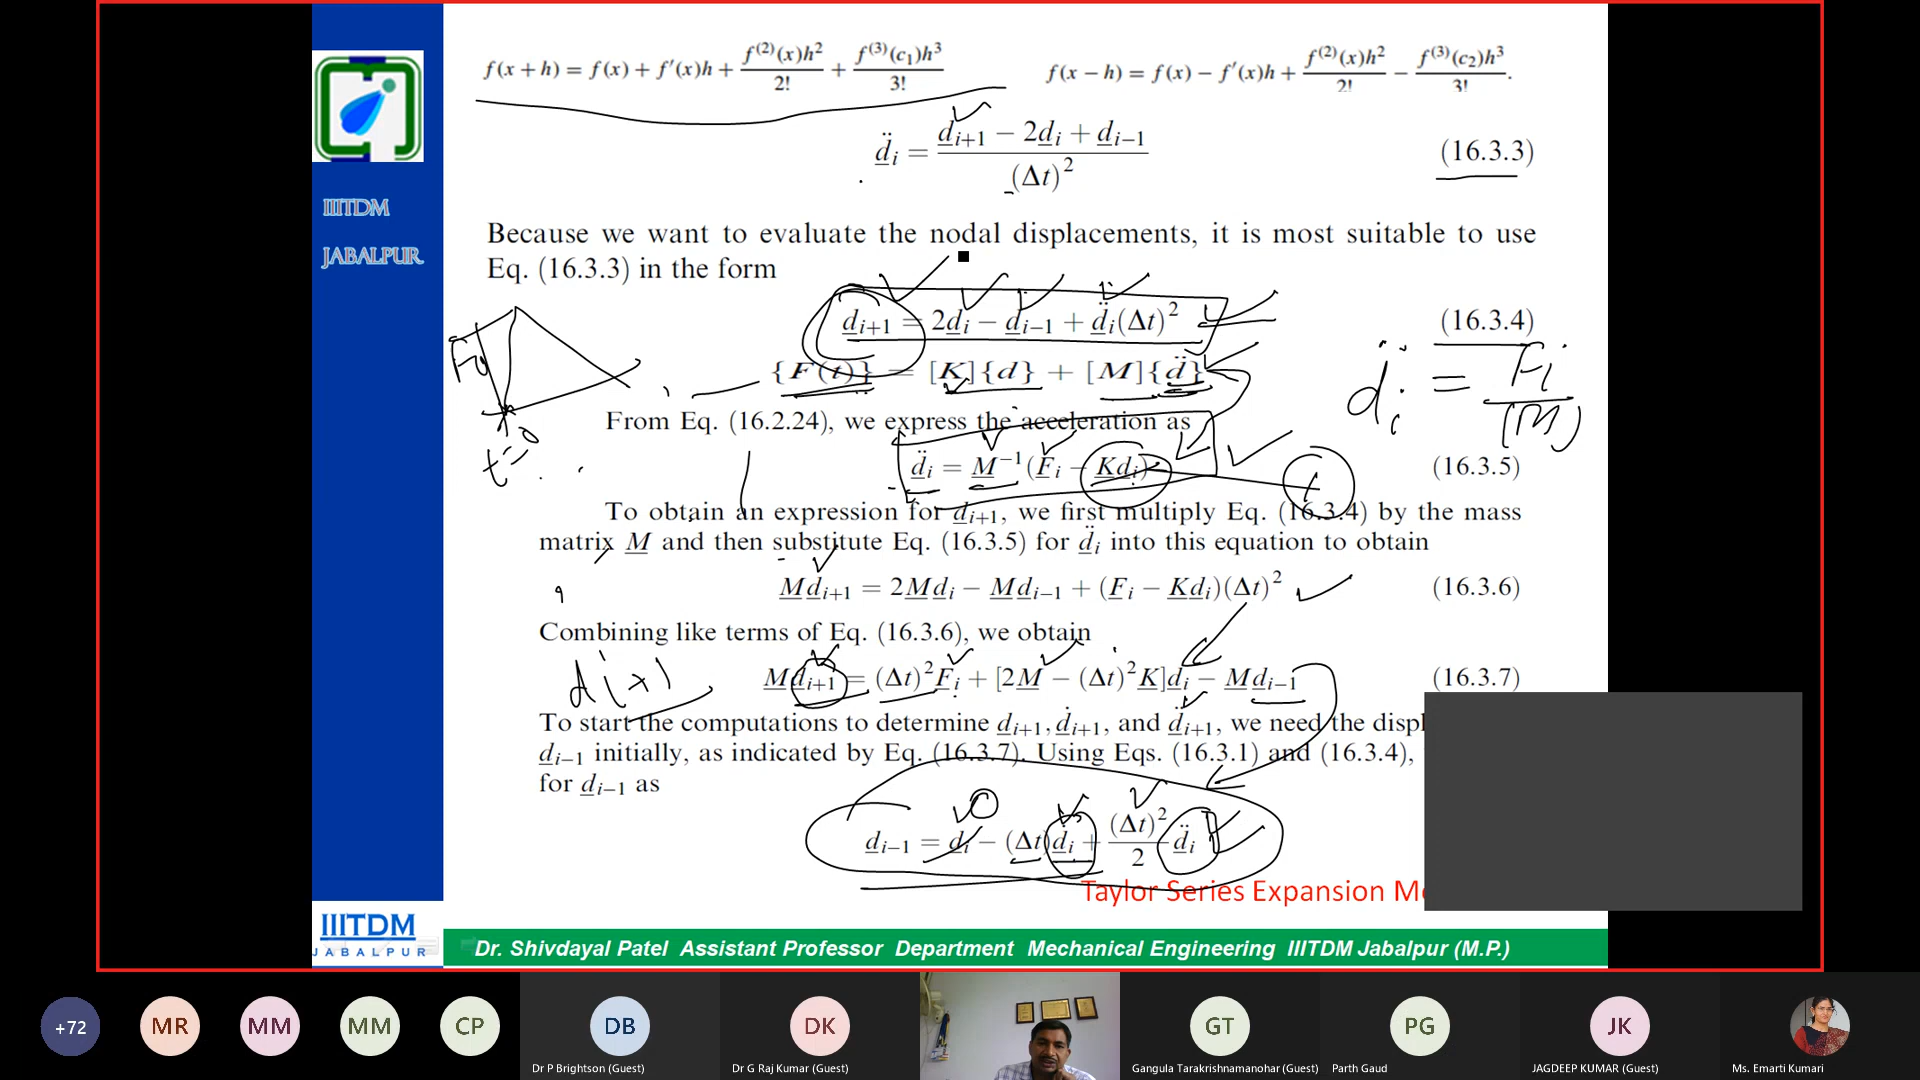 f(x + h) = f(x) + f′(x)h + f⁽²⁾(x)h²/2! + f⁽³⁾(c₁)h³/3!    f(x − h) = f(x) − f′(x)h + f⁽²⁾(x)h²/2! − f⁽³⁾(c₂)h³/3!.
d̈ᵢ = (dᵢ₊₁ − 2dᵢ + dᵢ₋₁)/(Δt)² (16.3.3)
IIITDM
JABALPUR
Because we want to evaluate the nodal displacements, it is most suitable to use
Eq. (16.3.3) in the form
dᵢ₊₁ = 2dᵢ − dᵢ₋₁ + d̈ᵢ(Δt)² (16.3.4)
{F(t)} = [K]{d} + [M]{d̈}
d̈ᵢ = Fᵢ/(M)
t=0
From Eq. (16.2.24), we express the acceleration as
d̈ᵢ = M⁻¹(Fᵢ − Kdᵢ) (16.3.5)
To obtain an expression for dᵢ₊₁, we first multiply Eq. (16.3.4) by the mass
matrix M and then substitute Eq. (16.3.5) for d̈ᵢ into this equation to obtain
Mdᵢ₊₁ = 2Mdᵢ − Mdᵢ₋₁ + (Fᵢ − Kdᵢ)(Δt)² (16.3.6)
Combining like terms of Eq. (16.3.6), we obtain
di+1
Mdᵢ₊₁ = (Δt)²Fᵢ + [2M − (Δt)²K]dᵢ − Mdᵢ₋₁ (16.3.7)
To start the computations to determine dᵢ₊₁, ḋᵢ₊₁, and d̈ᵢ₊₁, we need the displ
dᵢ₋₁ initially, as indicated by Eq. (16.3.7). Using Eqs. (16.3.1) and (16.3.4),
for dᵢ₋₁ as
0
dᵢ₋₁ = dᵢ − (Δt)ḋᵢ + (Δt)²/2 d̈ᵢ
Taylor Series Expansion M
IIITDM
JABALPUR
Dr. Shivdayal Patel Assistant Professor Department Mechanical Engineering IIITDM Jabalpur (M.P.)
+72
MR
MM
MM
CP
DB
DK
GT
PG
JK
Dr P Brightson (Guest)
Dr G Raj Kumar (Guest)
Gangula Tarakrishnamanohar (Guest)
Parth Gaud
JAGDEEP KUMAR (Guest)
Ms. Emarti Kumari